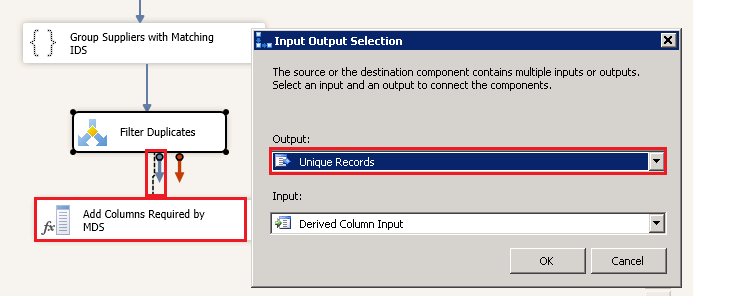 Group Suppliers with Matching
IDS
Filter Duplicates
fx
Add Columns Required by
MDS
Input Output Selection
The source or the destination component contains multiple inputs or outputs.
Select an input and an output to connect the components.
Output:
Unique Records
Input:
Derived Column Input
OK
Cancel